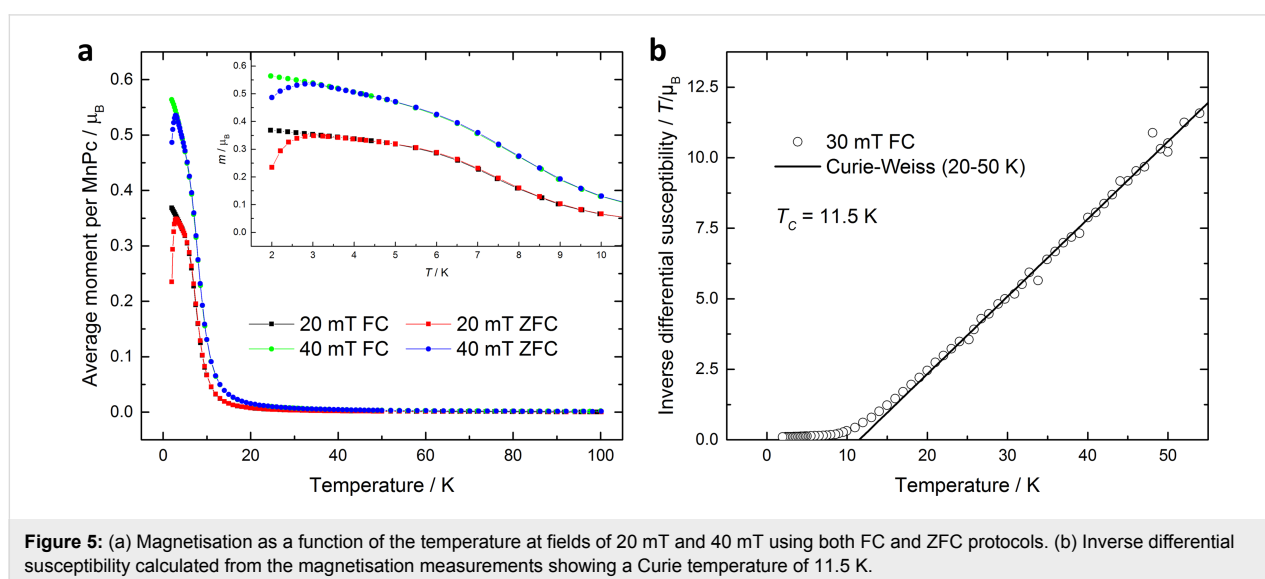 a
Average moment per MnPc / μB
0.6
0.5
0.4
0.3
0.2
0.1
0.0
0
20
40
60
80
100
Temperature / K
m / μB
0.6
0.5
0.4
0.3
0.2
0.1
0.0
2
3
4
5
6
7
8
9
10
T / K
20 mT FC
20 mT ZFC
40 mT FC
40 mT ZFC
b
Inverse differential susceptibility / T/μB
12.5
10.0
7.5
5.0
2.5
0.0
0
10
20
30
40
50
Temperature / K
30 mT FC
Curie-Weiss (20-50 K)
TC = 11.5 K
Figure 5: (a) Magnetisation as a function of the temperature at fields of 20 mT and 40 mT using both FC and ZFC protocols. (b) Inverse differential
susceptibility calculated from the magnetisation measurements showing a Curie temperature of 11.5 K.